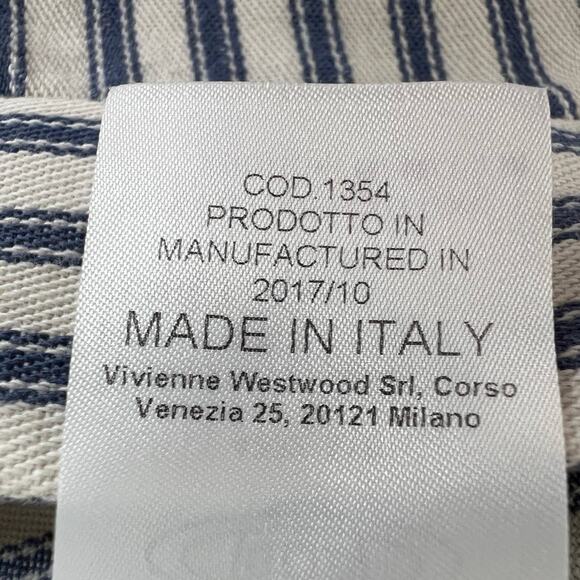 COD.1354
PRODOTTO IN
MANUFACTURED IN
2017/10
MADE IN ITALY
Vivienne Westwood Srl, Corso
Venezia 25, 20121 Milano